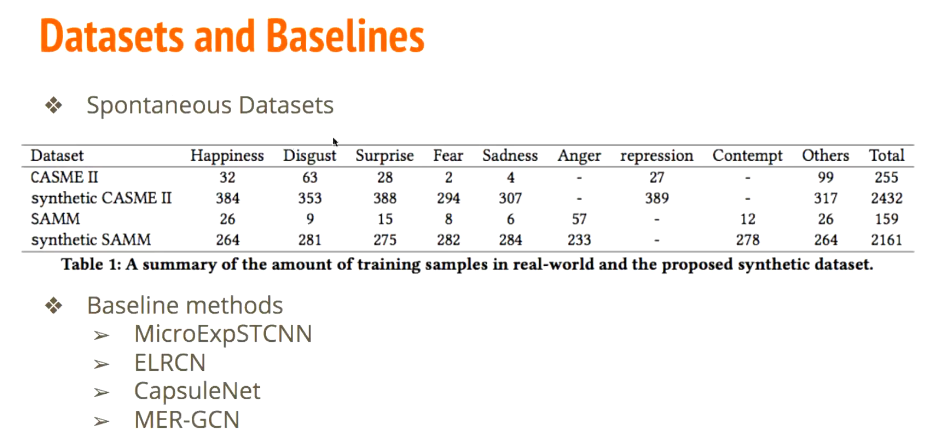 Datasets and Baselines
❖ Spontaneous Datasets
Dataset Happiness Disgust Surprise Fear Sadness Anger repression Contempt Others Total
CASME II 32 63 28 2 4 - 27 - 99 255
synthetic CASME II 384 353 388 294 307 - 389 - 317 2432
SAMM 26 9 15 8 6 57 - 12 26 159
synthetic SAMM 264 281 275 282 284 233 - 278 264 2161
Table 1: A summary of the amount of training samples in real-world and the proposed synthetic dataset.
❖ Baseline methods
➢ MicroExpSTCNN
➢ ELRCN
➢ CapsuleNet
➢ MER-GCN